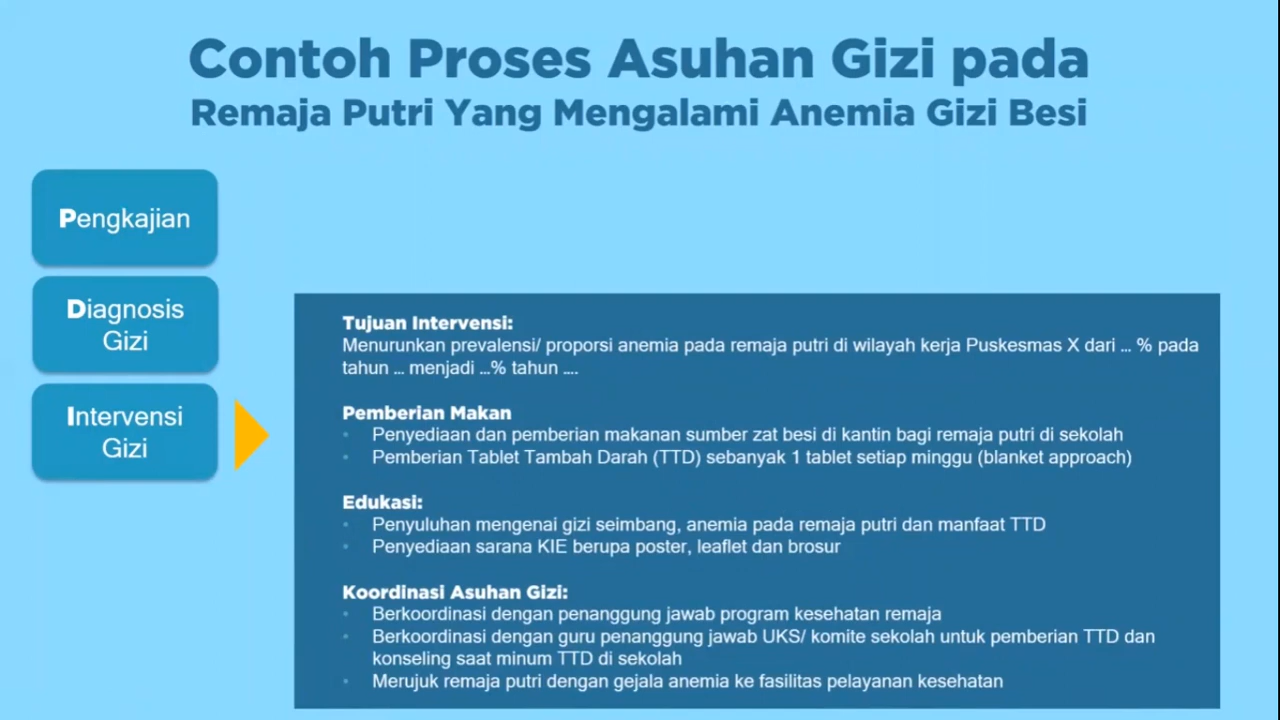 Contoh Proses Asuhan Gizi pada
Remaja Putri Yang Mengalami Anemia Gizi Besi
Pengkajian
Diagnosis
Gizi
Intervensi
Gizi
Tujuan Intervensi:
Menurunkan prevalensi/ proporsi anemia pada remaja putri di wilayah kerja Puskesmas X dari ... % pada
tahun ... menjadi ...% tahun ....
Pemberian Makan
• Penyediaan dan pemberian makanan sumber zat besi di kantin bagi remaja putri di sekolah
• Pemberian Tablet Tambah Darah (TTD) sebanyak 1 tablet setiap minggu (blanket approach)
Edukasi:
• Penyuluhan mengenai gizi seimbang, anemia pada remaja putri dan manfaat TTD
• Penyediaan sarana KIE berupa poster, leaflet dan brosur
Koordinasi Asuhan Gizi:
• Berkoordinasi dengan penanggung jawab program kesehatan remaja
• Berkoordinasi dengan guru penanggung jawab UKS/ komite sekolah untuk pemberian TTD dan
konseling saat minum TTD di sekolah
• Merujuk remaja putri dengan gejala anemia ke fasilitas pelayanan kesehatan